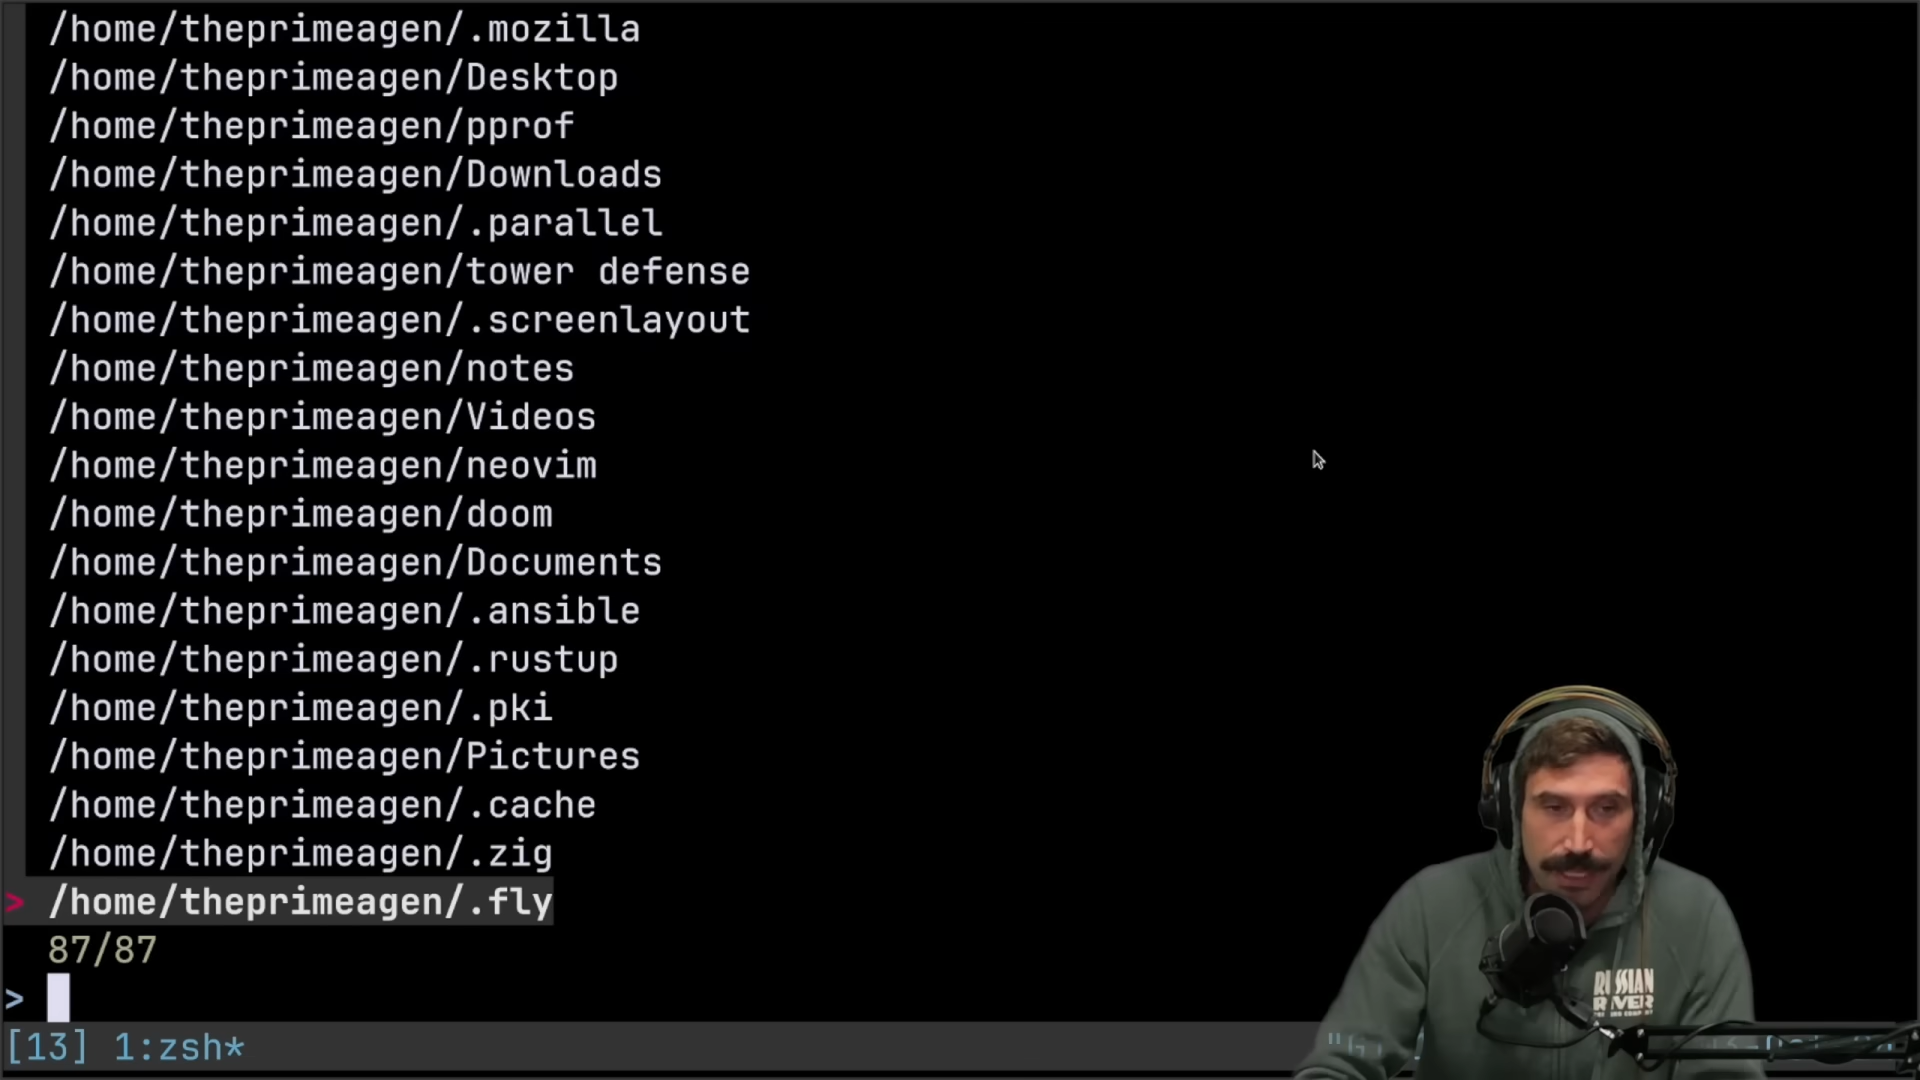 /home/theprimeagen/.mozilla
/home/theprimeagen/Desktop
/home/theprimeagen/pprof
/home/theprimeagen/Downloads
/home/theprimeagen/.parallel
/home/theprimeagen/tower defense
/home/theprimeagen/.screenlayout
/home/theprimeagen/notes
/home/theprimeagen/Videos
/home/theprimeagen/neovim
/home/theprimeagen/doom
/home/theprimeagen/Documents
/home/theprimeagen/.ansible
/home/theprimeagen/.rustup
/home/theprimeagen/.pki
/home/theprimeagen/Pictures
/home/theprimeagen/.cache
/home/theprimeagen/.zig
> /home/theprimeagen/.fly
87/87
>
[13] 1:zsh*
RUSSIAN
RIVER